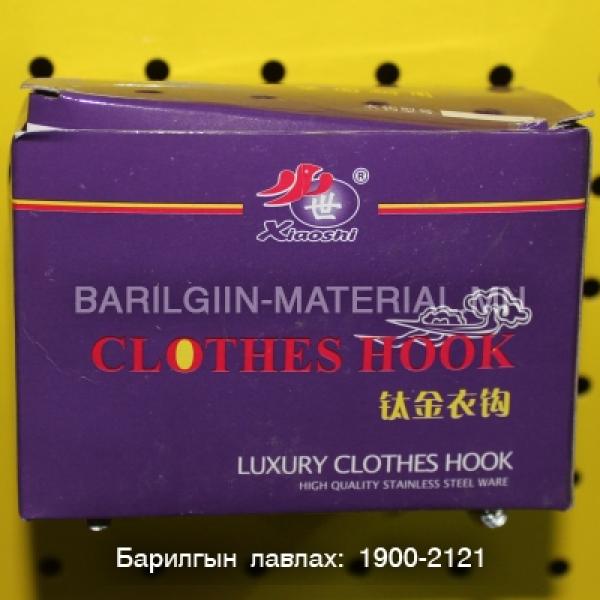 世 ®
Xiaoshi
BARILGIIN-MATERIAL.MN
CLOTHES HOOK
钛金衣钩
LUXURY CLOTHES HOOK
HIGH QUALITY STAINLESS STEEL WARE
Барилгын лавлах: 1900-2121